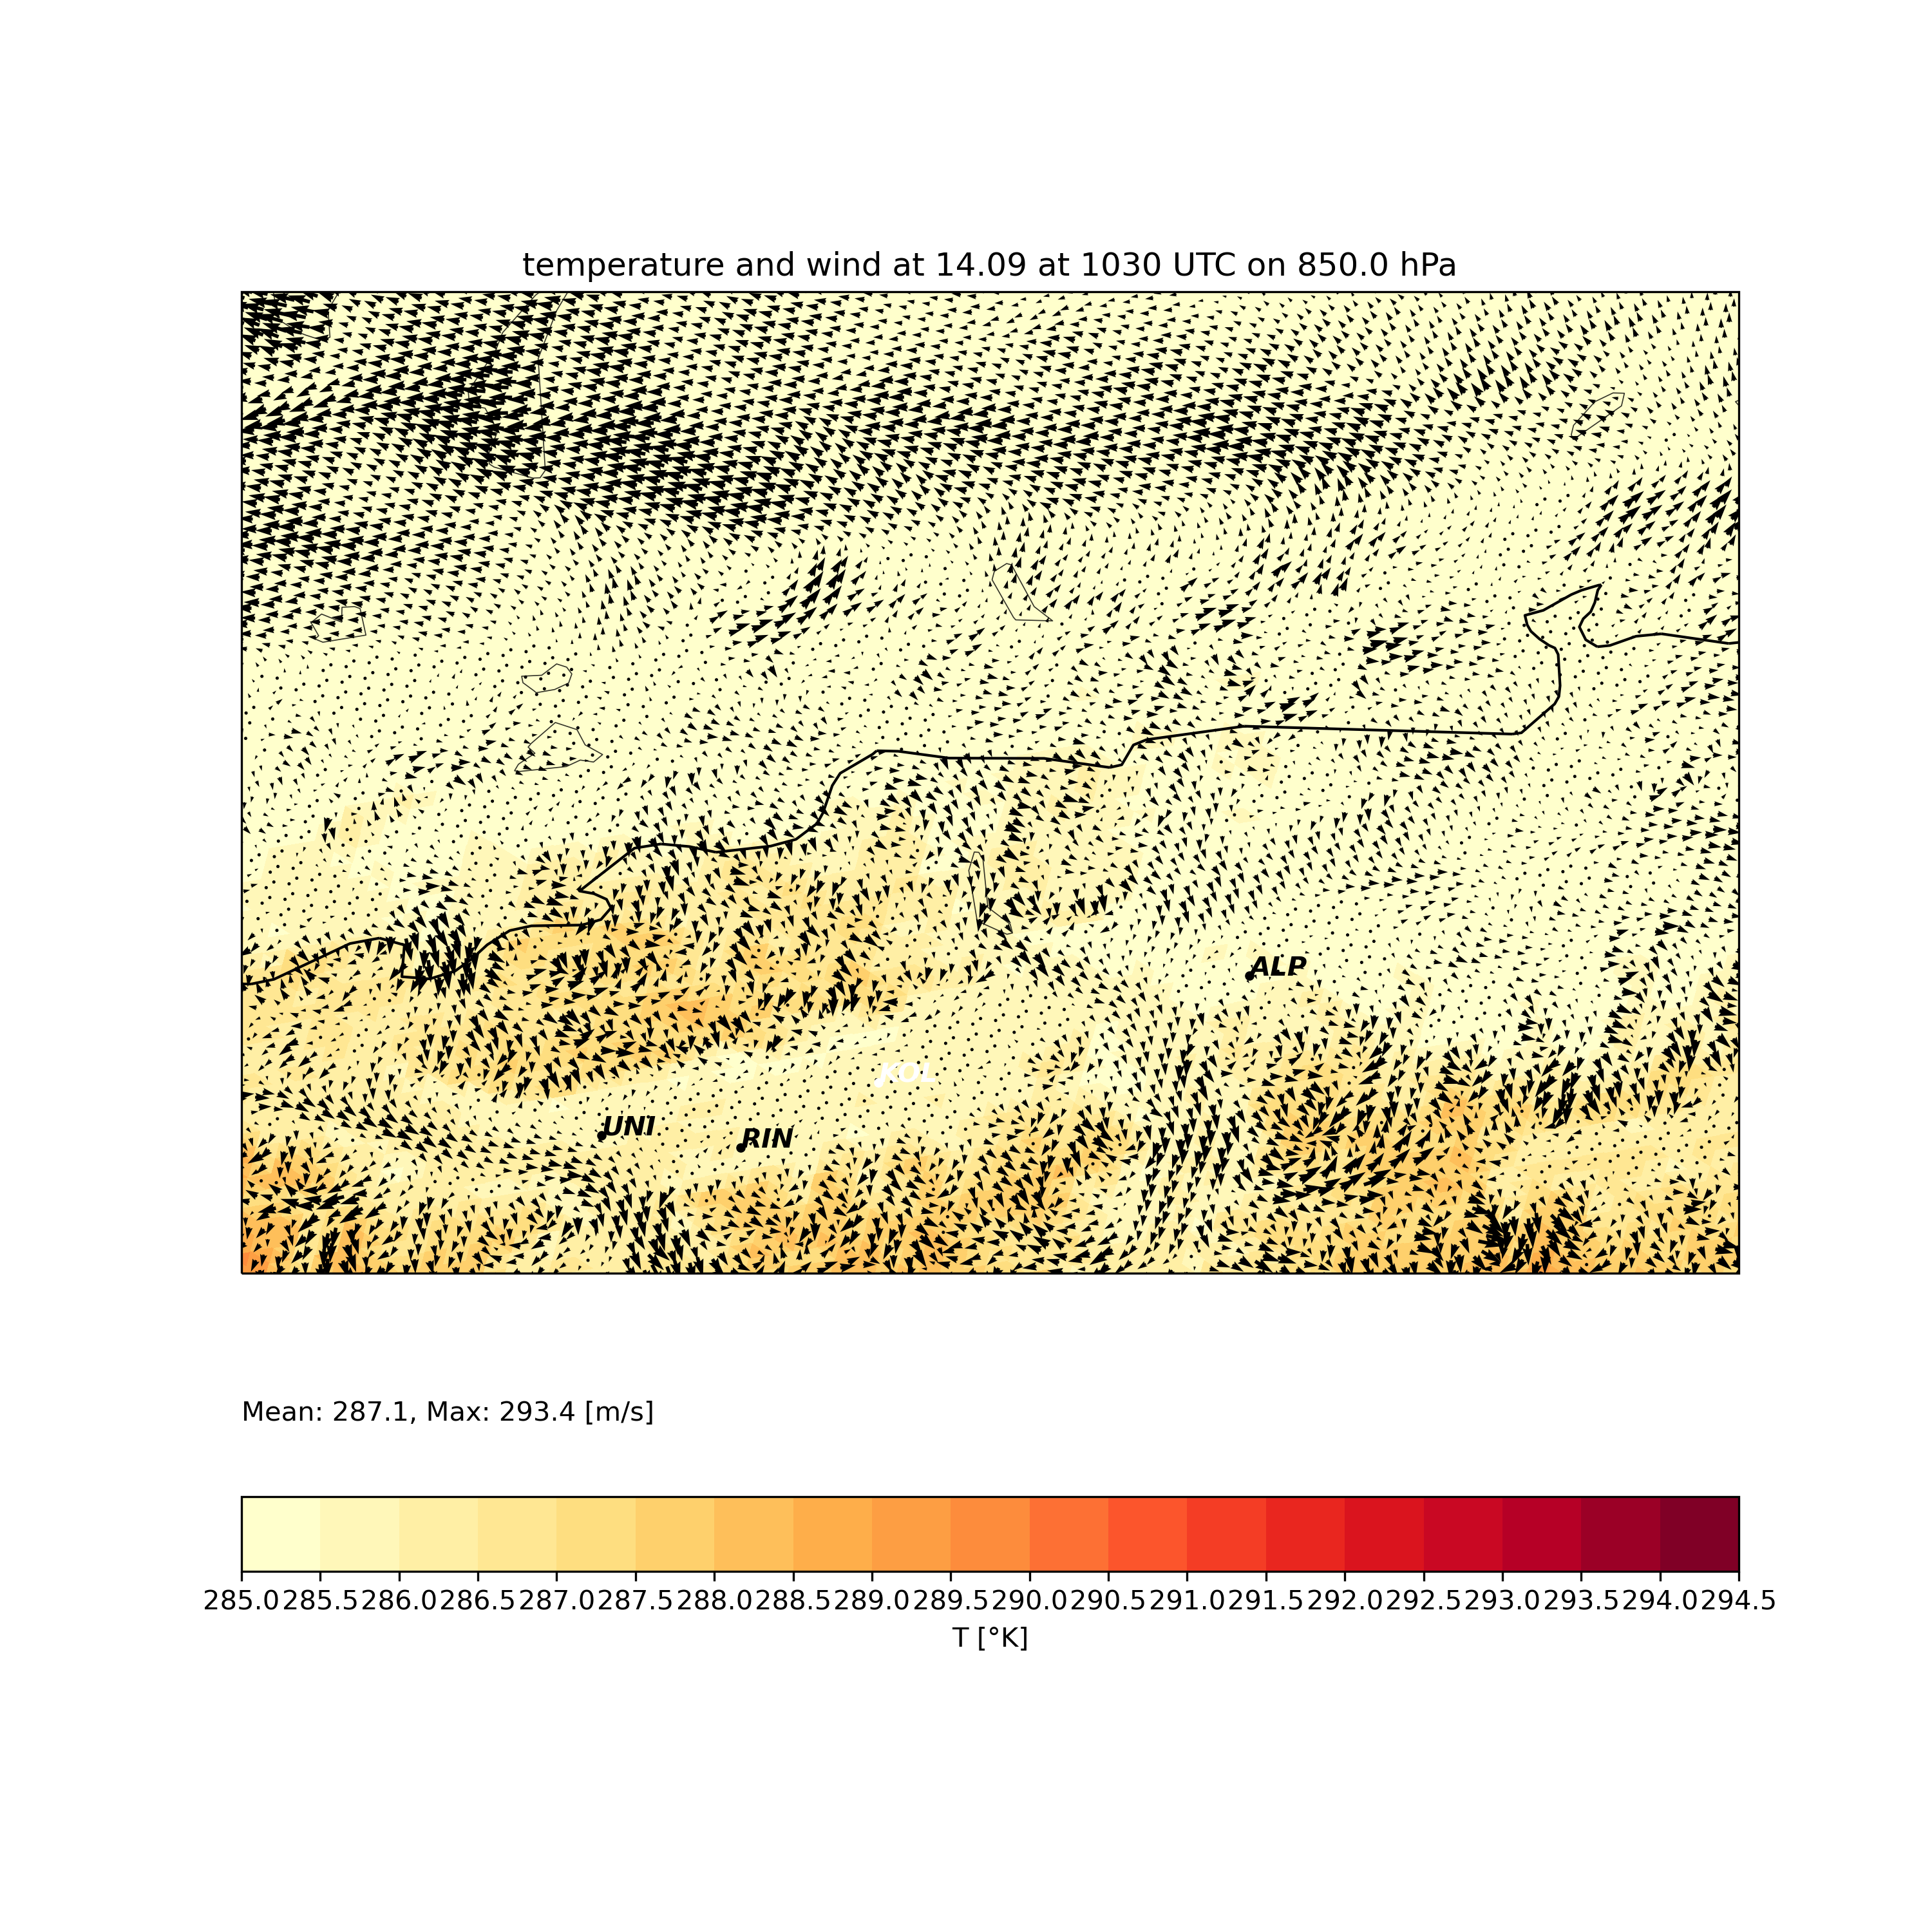 temperature and wind at 14.09 at 1030 UTC on 850.0 hPa
ALP
KOL
UNI
RIN
Mean: 287.1, Max: 293.4 [m/s]
285.0 285.5 286.0 286.5 287.0 287.5 288.0 288.5 289.0 289.5 290.0 290.5 291.0 291.5 292.0 292.5 293.0 293.5 294.0 294.5
T [°K]